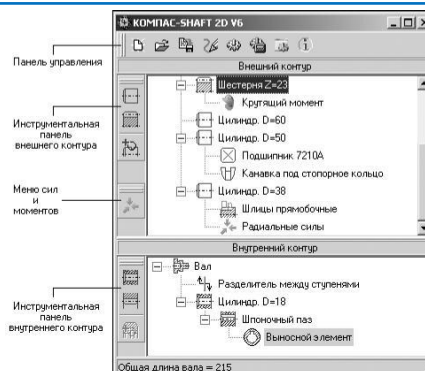 КОМПАС-SHAFT 2D V6
Панель управления
Внешний контур
Шестерня Z=23
Крутящий момент
Цилиндр. D=60
Цилиндр. D=50
Подшипник 7210А
Канавка под стопорное кольцо
Цилиндр. D=38
Шлицы прямобочные
Радиальные силы
Инструментальная
панель
внешнего контура
Меню сил
и
моментов
Внутренний контур
Вал
Разделитель между ступенями
Цилиндр. D=18
Шпоночный паз
Выносной элемент
Инструментальная
панель
внутреннего контура
Общая длина вала = 215